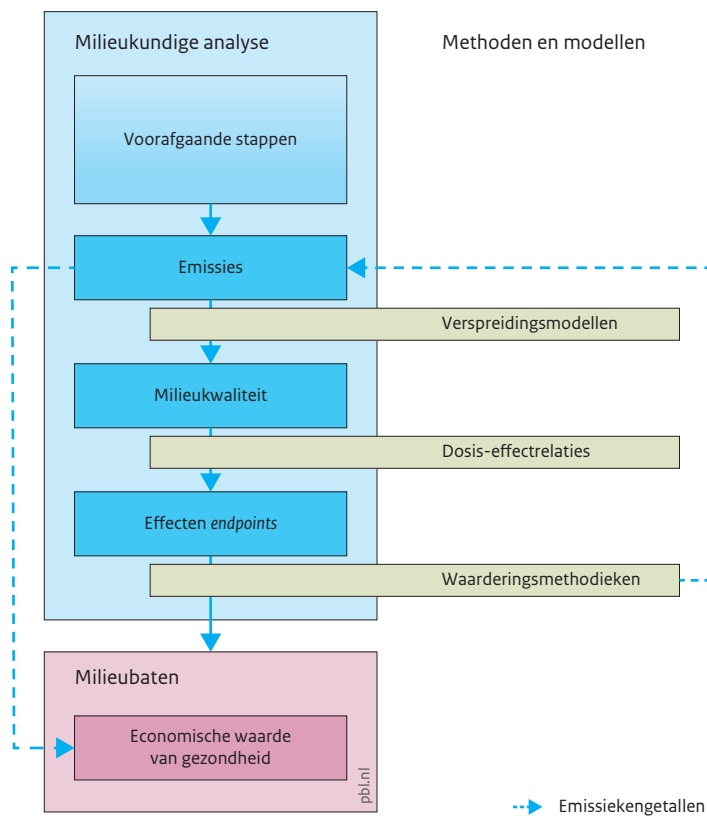 Milieukundige analyse
Methoden en modellen
Voorafgaande stappen
Emissies
Verspreidingsmodellen
Milieukwaliteit
Dosis-effectrelaties
Effecten endpoints
Waarderingsmethodieken
Milieubaten
Economische waarde
van gezondheid
pbl.nl
Emissiekengetallen